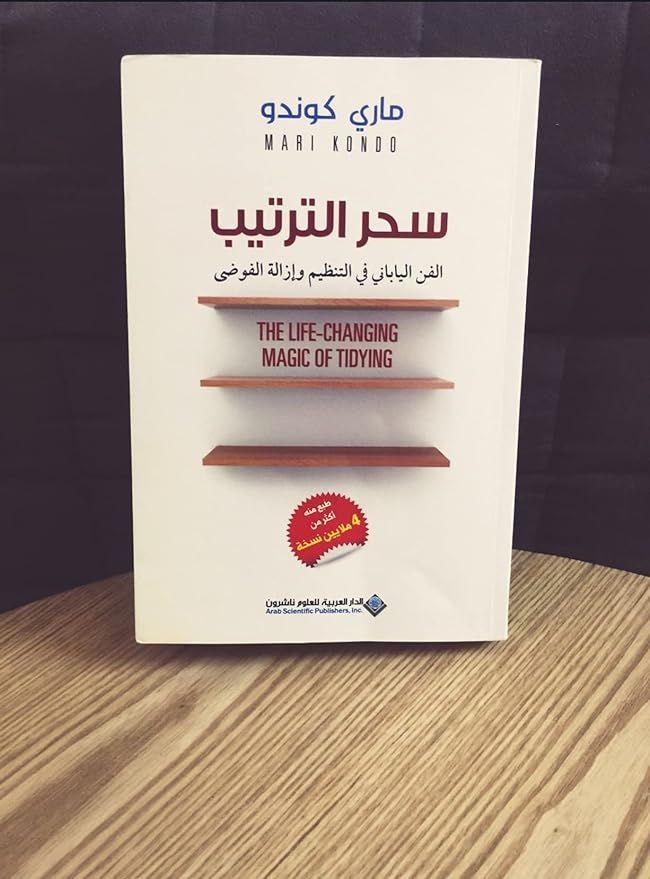 ماري كوندو
MARI KONDO
سحر الترتيب
الفن الياباني في التنظيم وإزالة الفوضى
THE LIFE-CHANGING
MAGIC OF TIDYING
طبع منه
أكثر من
4 ملايين نسخة
الدار العربية للعلوم ناشرون
Arab Scientific Publishers, Inc.